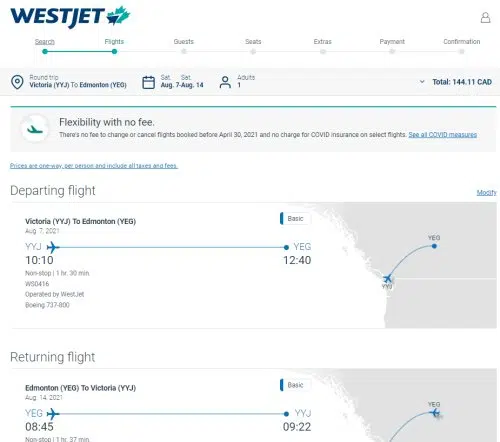 WESTJET
Search Flights Guests Seats Extras Payment Confirmation
Round trip
Victoria (YYJ) To Edmonton (YEG)
Sat. Sat.
Aug. 7-Aug. 14
Adults
1
Total: 144.11 CAD
Flexibility with no fee.
There's no fee to change or cancel flights booked before April 30, 2021 and no charge for COVID insurance on select flights. See all COVID measures
Prices are one-way, per person and include all taxes and fees.
Departing flight
Modify
Victoria (YYJ) To Edmonton (YEG)
Basic
Aug. 7, 2021
YYJ YEG
10:10 12:40
Non-stop | 1 hr. 30 min.
WS0416
Operated by WestJet
Boeing 737-800
YEG
YYJ
Returning flight
Edmonton (YEG) To Victoria (YYJ)
Basic
Aug. 14, 2021
YEG YYJ
08:45 09:22
Non-stop | 1 hr. 37 min.
YEG